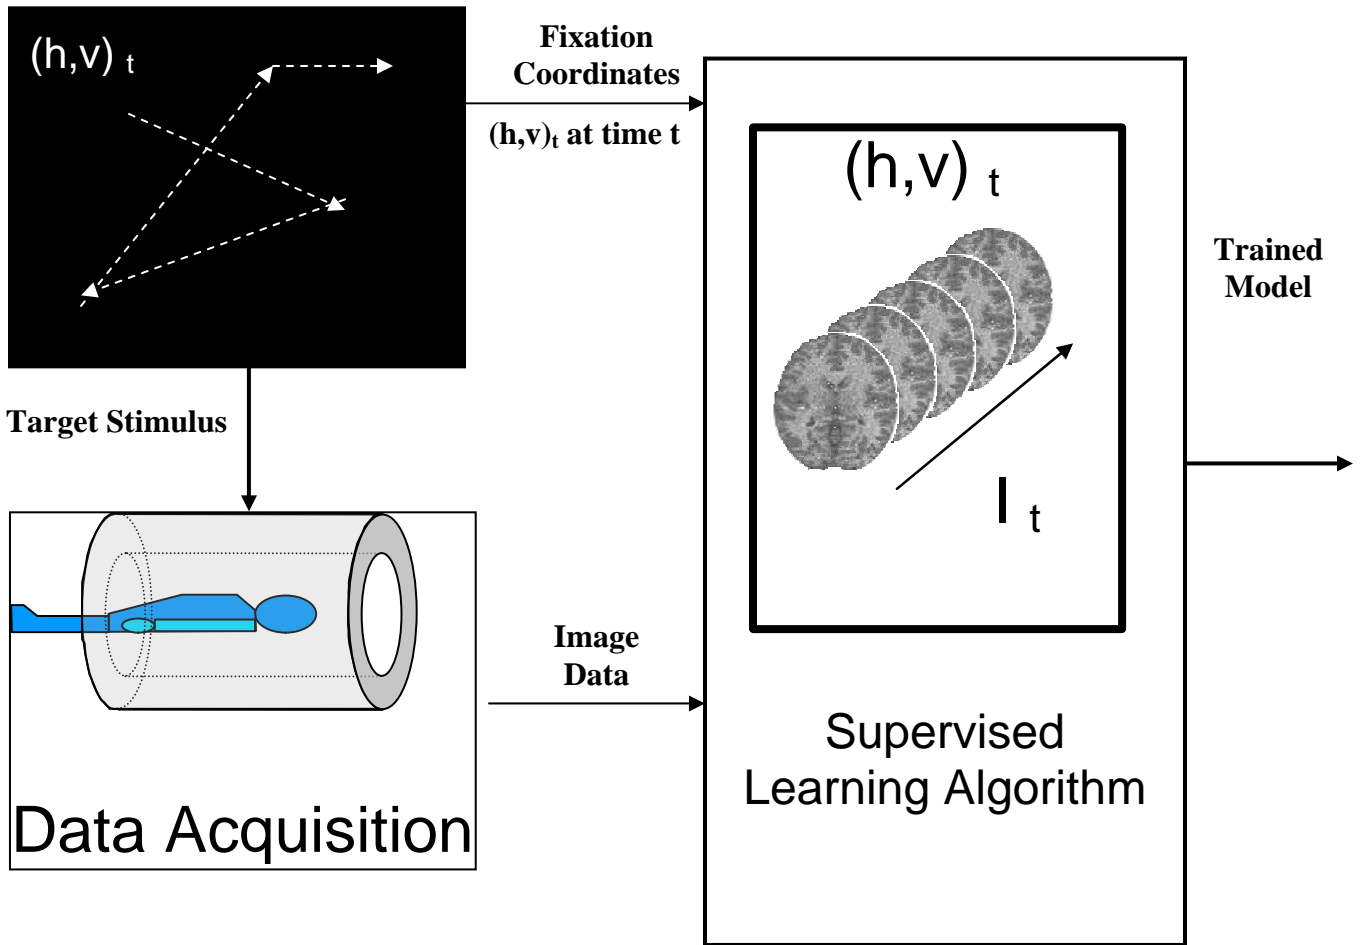 (h,v) t
Fixation
Coordinates
(h,v)t at time t
Target Stimulus
Data Acquisition
Image
Data
(h,v) t
I t
Supervised
Learning Algorithm
Trained
Model